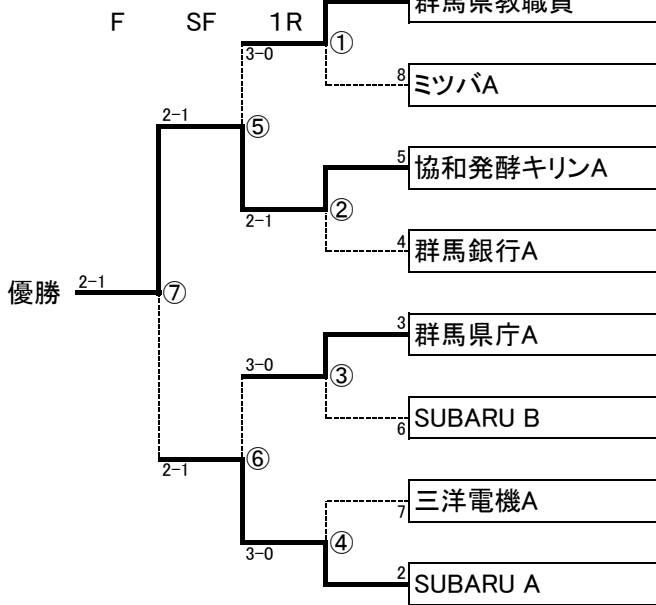 F SF 1R
群馬県教職員
3-0 ①
8 ミツバA
2-1 ⑤
5 協和発酵キリンA
2-1 ②
4 群馬銀行A
優勝 2-1 ⑦
3 群馬県庁A
3-0 ③
6 SUBARU B
2-1 ⑥
7 三洋電機A
3-0 ④
2 SUBARU A